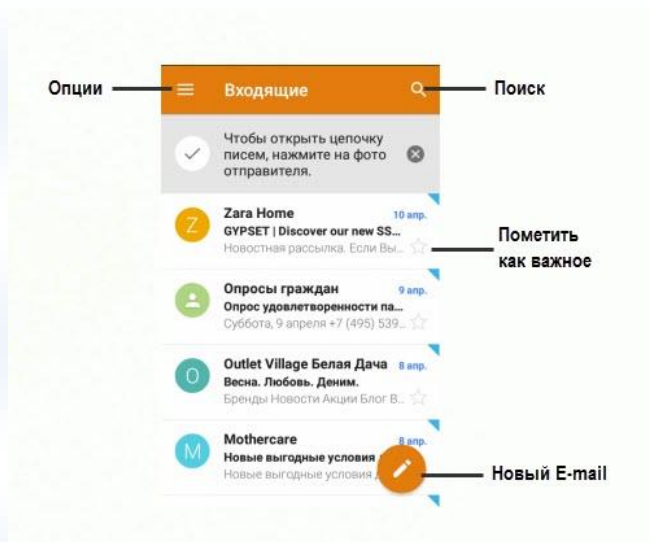 Опции
Входящие
Поиск
Чтобы открыть цепочку
писем, нажмите на фото
отправителя.
Z
Zara Home
10 апр.
GYPSET | Discover our new SS...
Новостная рассылка. Если Вы...
Пометить
как важное
Опросы граждан
9 апр.
Опрос удовлетворенности па...
Суббота, 9 апреля +7 (495) 539...
O
Outlet Village Белая Дача
8 апр.
Весна. Любовь. Деним.
Бренды Новости Акции Блог В...
M
Mothercare
8 апр.
Новые выгодные условия
Новые выгодные условия
Новый E-mail